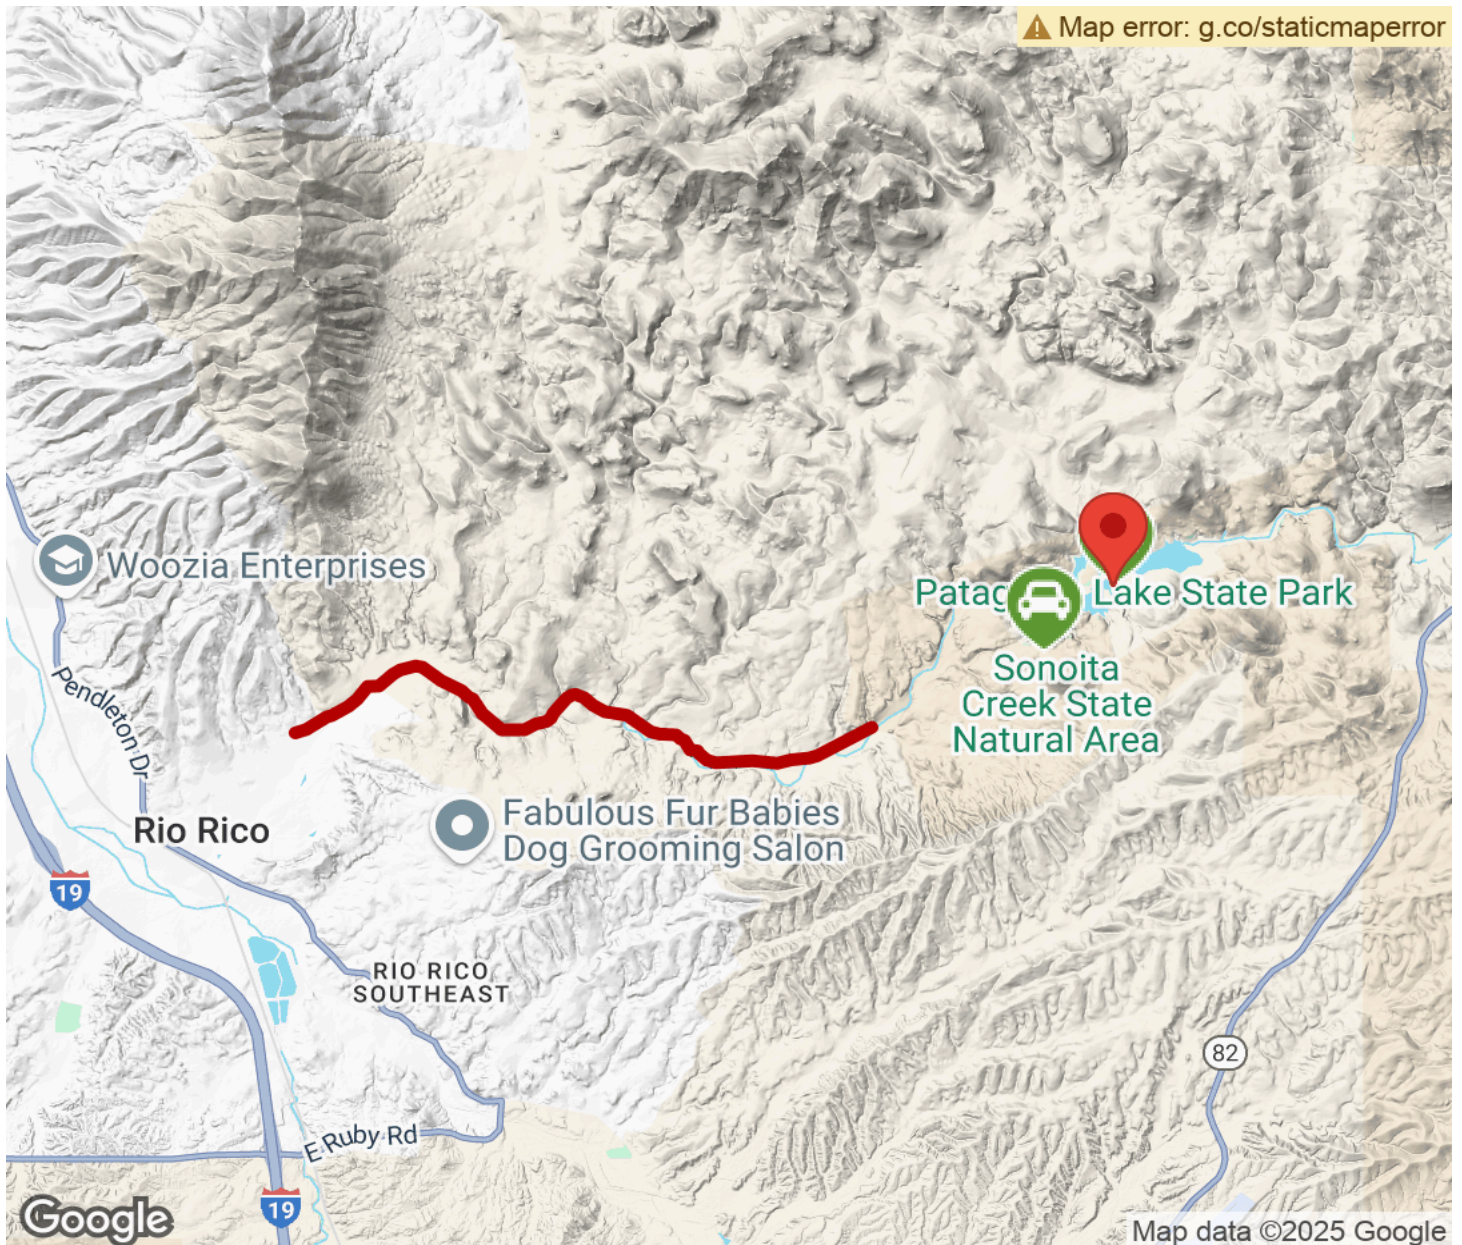 Map error: g.co/staticmaperror
Woozia Enterprises
Patag
Lake State Park
Sonoita
Creek State
Natural Area
Pendleton Dr
Rio Rico
Fabulous Fur Babies
Dog Grooming Salon
19
RIO RICO
SOUTHEAST
82
E Ruby Rd
19
Google
Map data ©2025 Google